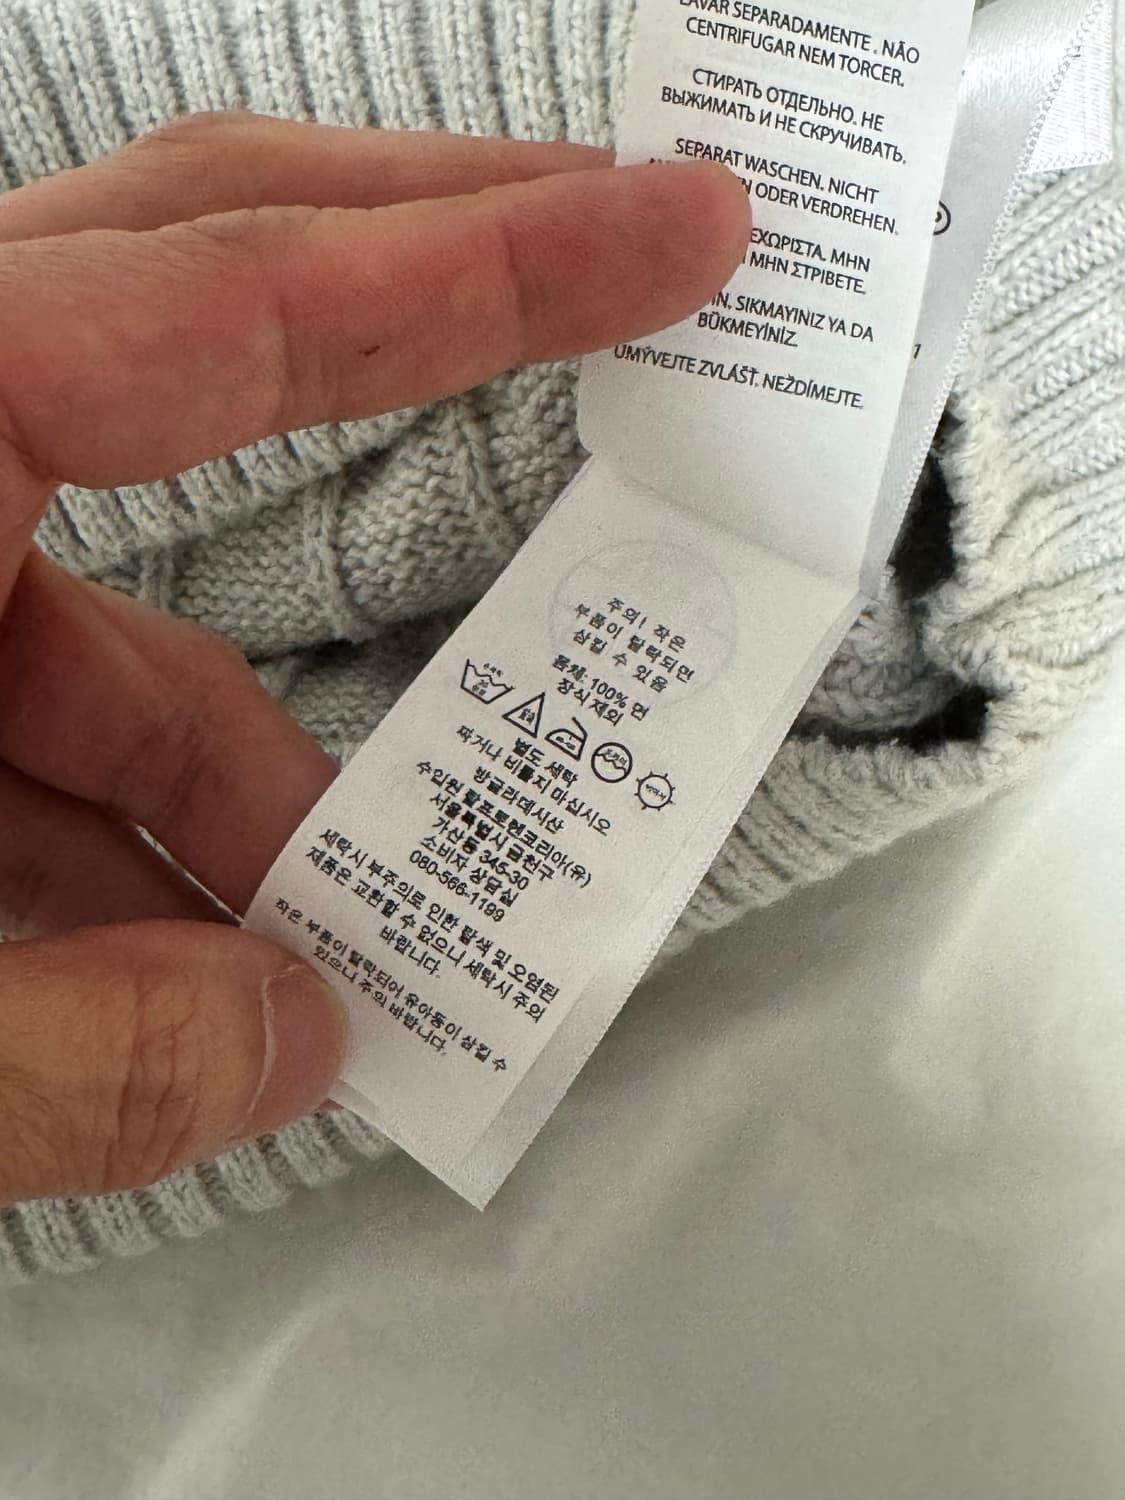 LAVAR SEPARADAMENTE. NÃO
CENTRIFUGAR NEM TORCER.
СТИРАТЬ ОТДЕЛЬНО. НЕ
ВЫЖИМАТЬ И НЕ СКРУЧИВАТЬ.
SEPARAT WASCHEN. NICHT
ODER VERDREHEN.
ΜΗΝ
ΜΗΝ ΣΤΡΙΒΕΤΕ.
SIKMAYINIZ YA DA
BÜKMEYİNİZ.
UMÝVEJTE ZVLÁŠŤ. NEŽDÍMEJTE.
주의! 작은
부품이 탈락되면
삼킬 수 있음
몸체: 100% 면
장식 제외
30
별도 세탁
짜거나 비틀지 마십시오
방글라데시산
수입원 랄프로렌코리아(유)
서울특별시 금천구
가산동 345-30
소비자 상담실
080-566-1199
세탁시 부주의로 인한 탈색 및 오염된
제품은 교환할 수 없으니 세탁시 주의
바랍니다.
작은 부품이 탈락되어 유아동이 삼킬 수
있으니 주의 바랍니다.